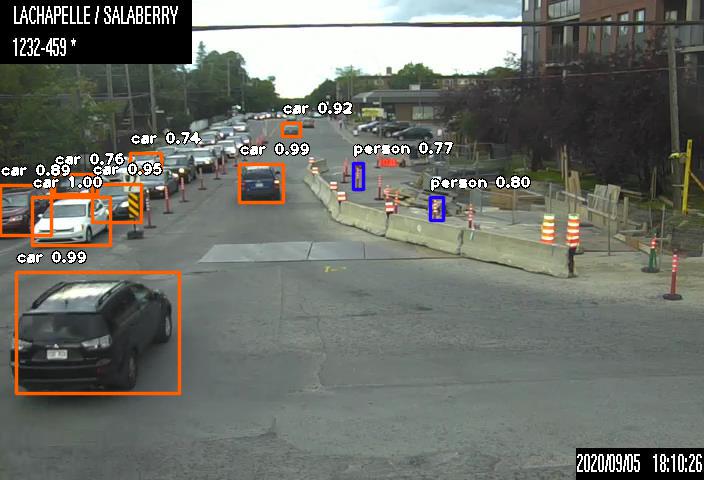 LACHAPELLE / SALABERRY
1232-459 *
car 0.92
car 0.74
car 0.99
person 0.77
car 0.76
car 0.89
car 0.95
car 1.00
person 0.80
car 0.99
2020/09/05 18:10:26